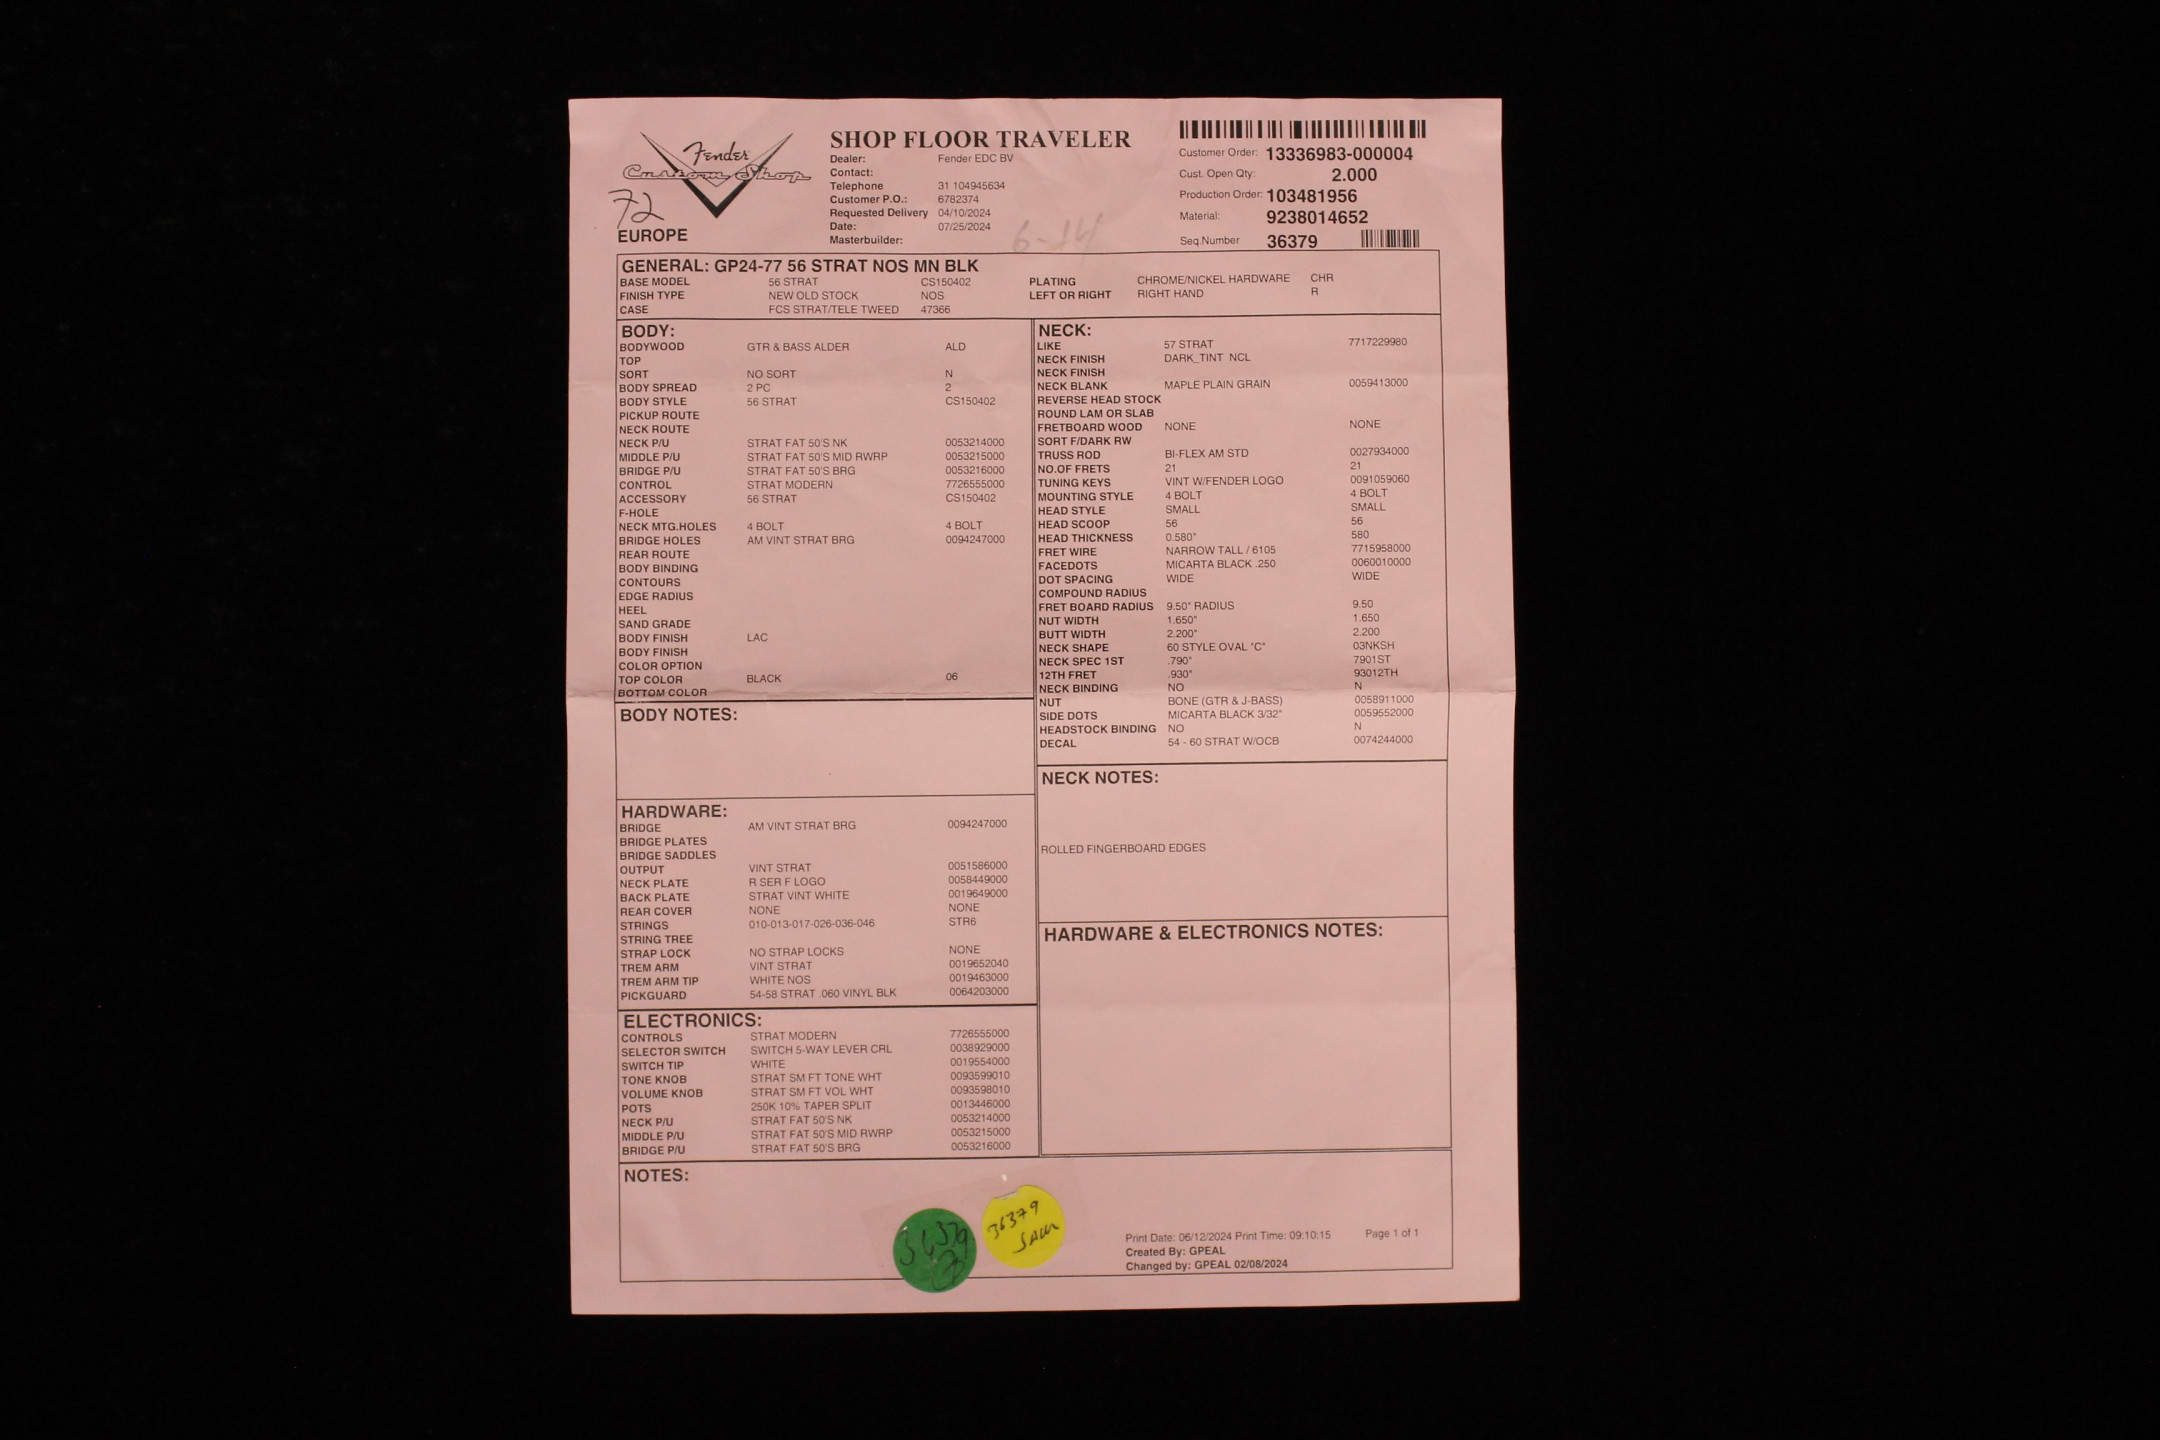 Fender
Custom Shop
72
EUROPE
SHOP FLOOR TRAVELER
Dealer: Fender EDC BV
Contact:
Telephone 31 104945634
Customer P.O.: 6782374
Requested Delivery 04/10/2024
Date: 07/25/2024
Masterbuilder:
6-14
Customer Order: 13336983-000004
Cust. Open Qty: 2.000
Production Order: 103481956
Material: 9238014652
Seq.Number 36379
GENERAL: GP24-77 56 STRAT NOS MN BLK
BASE MODEL 56 STRAT CS150402
FINISH TYPE NEW OLD STOCK NOS
CASE FCS STRAT/TELE TWEED 47366
PLATING CHROME/NICKEL HARDWARE CHR
LEFT OR RIGHT RIGHT HAND R
BODY:
BODYWOOD GTR & BASS ALDER ALD
TOP
SORT NO SORT N
BODY SPREAD 2 PC 2
BODY STYLE 56 STRAT CS150402
PICKUP ROUTE
NECK ROUTE
NECK P/U STRAT FAT 50'S NK 0053214000
MIDDLE P/U STRAT FAT 50'S MID RWRP 0053215000
BRIDGE P/U STRAT FAT 50'S BRG 0053216000
CONTROL STRAT MODERN 7726555000
ACCESSORY 56 STRAT CS150402
F-HOLE
NECK MTG.HOLES 4 BOLT 4 BOLT
BRIDGE HOLES AM VINT STRAT BRG 0094247000
REAR ROUTE
BODY BINDING
CONTOURS
EDGE RADIUS
HEEL
SAND GRADE
BODY FINISH LAC
BODY FINISH
COLOR OPTION
TOP COLOR BLACK 06
BOTTOM COLOR
BODY NOTES:
HARDWARE:
BRIDGE AM VINT STRAT BRG 0094247000
BRIDGE PLATES
BRIDGE SADDLES
OUTPUT VINT STRAT 0051586000
NECK PLATE R SER F LOGO 0058449000
BACK PLATE STRAT VINT WHITE 0019649000
REAR COVER NONE NONE
STRINGS 010-013-017-026-036-046 STR6
STRING TREE
STRAP LOCK NO STRAP LOCKS NONE
TREM ARM VINT STRAT 0019652040
TREM ARM TIP WHITE NOS 0019463000
PICKGUARD 54-58 STRAT .060 VINYL BLK 0064203000
ELECTRONICS:
CONTROLS STRAT MODERN 7726555000
SELECTOR SWITCH SWITCH 5-WAY LEVER CRL 0038929000
SWITCH TIP WHITE 0019554000
TONE KNOB STRAT SM FT TONE WHT 0093599010
VOLUME KNOB STRAT SM FT VOL WHT 0093598010
POTS 250K 10% TAPER SPLIT 0013446000
NECK P/U STRAT FAT 50'S NK 0053214000
MIDDLE P/U STRAT FAT 50'S MID RWRP 0053215000
BRIDGE P/U STRAT FAT 50'S BRG 0053216000
NECK:
LIKE 57 STRAT 7717229980
NECK FINISH DARK_TINT NCL
NECK FINISH
NECK BLANK MAPLE PLAIN GRAIN 0059413000
REVERSE HEAD STOCK
ROUND LAM OR SLAB
FRETBOARD WOOD NONE NONE
SORT F/DARK RW
TRUSS ROD BI-FLEX AM STD 0027934000
NO.OF FRETS 21 21
TUNING KEYS VINT W/FENDER LOGO 0091059060
MOUNTING STYLE 4 BOLT 4 BOLT
HEAD STYLE SMALL SMALL
HEAD SCOOP 56 56
HEAD THICKNESS 0.580" 580
FRET WIRE NARROW TALL / 6105 7715958000
FACEDOTS MICARTA BLACK .250 0060010000
DOT SPACING WIDE WIDE
COMPOUND RADIUS
FRET BOARD RADIUS 9.50" RADIUS 9.50
NUT WIDTH 1.650" 1.650
BUTT WIDTH 2.200" 2.200
NECK SHAPE 60 STYLE OVAL "C" 03NKSH
NECK SPEC 1ST .790" 7901ST
12TH FRET .930" 93012TH
NECK BINDING NO N
NUT BONE (GTR & J-BASS) 0058911000
SIDE DOTS MICARTA BLACK 3/32" 0059552000
HEADSTOCK BINDING NO N
DECAL 54 - 60 STRAT W/OCB 0074244000
NECK NOTES:
ROLLED FINGERBOARD EDGES
HARDWARE & ELECTRONICS NOTES:
NOTES:
36379
36379
Print Date: 06/12/2024 Print Time: 09:10:15 Page 1 of 1
Created By: GPEAL
Changed by: GPEAL 02/08/2024